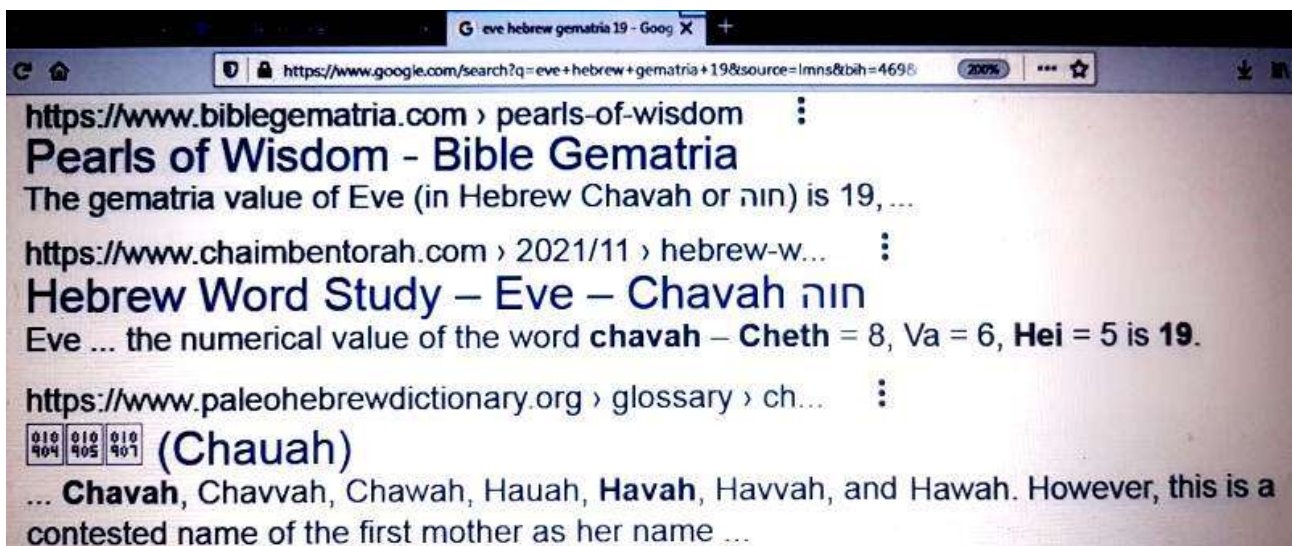 G eve hebrew gematria 19 - Goog X +
https://www.google.com/search?q=eve+hebrew+gematria+19&source=lmns&bih=469& 200% ••• 
https://www.biblegematria.com › pearls-of-wisdom
Pearls of Wisdom - Bible Gematria
The gematria value of Eve (in Hebrew Chavah or חוה) is 19, ...
https://www.chaimbentorah.com › 2021/11 › hebrew-w...
Hebrew Word Study – Eve – Chavah חוה
Eve ... the numerical value of the word chavah – Cheth = 8, Va = 6, Hei = 5 is 19.
https://www.paleohebrewdictionary.org › glossary › ch...
(Chauah)
... Chavah, Chavvah, Chawah, Hauah, Havah, Havvah, and Hawah. However, this is a
contested name of the first mother as her name ...